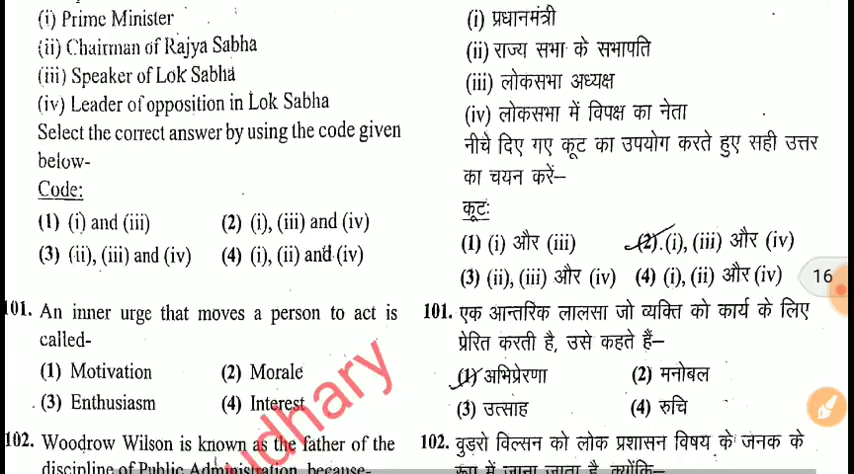 (i) Prime Minister
(ii) Chairman of Rajya Sabha
(iii) Speaker of Lok Sabha
(iv) Leader of opposition in Lok Sabha
Select the correct answer by using the code given
below-
Code:
(1) (i) and (iii) (2) (i), (iii) and (iv)
(3) (ii), (iii) and (iv) (4) (i), (ii) and (iv)
101. An inner urge that moves a person to act is
called-
(1) Motivation (2) Morale
(3) Enthusiasm (4) Interest
102. Woodrow Wilson is known as the father of the
discipline of Public Administration because-
(i) प्रधानमंत्री
(ii) राज्य सभा के सभापति
(iii) लोकसभा अध्यक्ष
(iv) लोकसभा में विपक्ष का नेता
नीचे दिए गए कूट का उपयोग करते हुए सही उत्तर
का चयन करें–
कूट:
(1) (i) और (iii) (2) (i), (iii) और (iv)
(3) (ii), (iii) और (iv) (4) (i), (ii) और (iv)
16
101. एक आन्तरिक लालसा जो व्यक्ति को कार्य के लिए
प्रेरित करती है, उसे कहते हैं–
(1) अभिप्रेरणा (2) मनोबल
(3) उत्साह (4) रुचि
102. वुडरो विल्सन को लोक प्रशासन विषय के जनक के
रूप में जाना जाता है, क्योंकि–
udhary